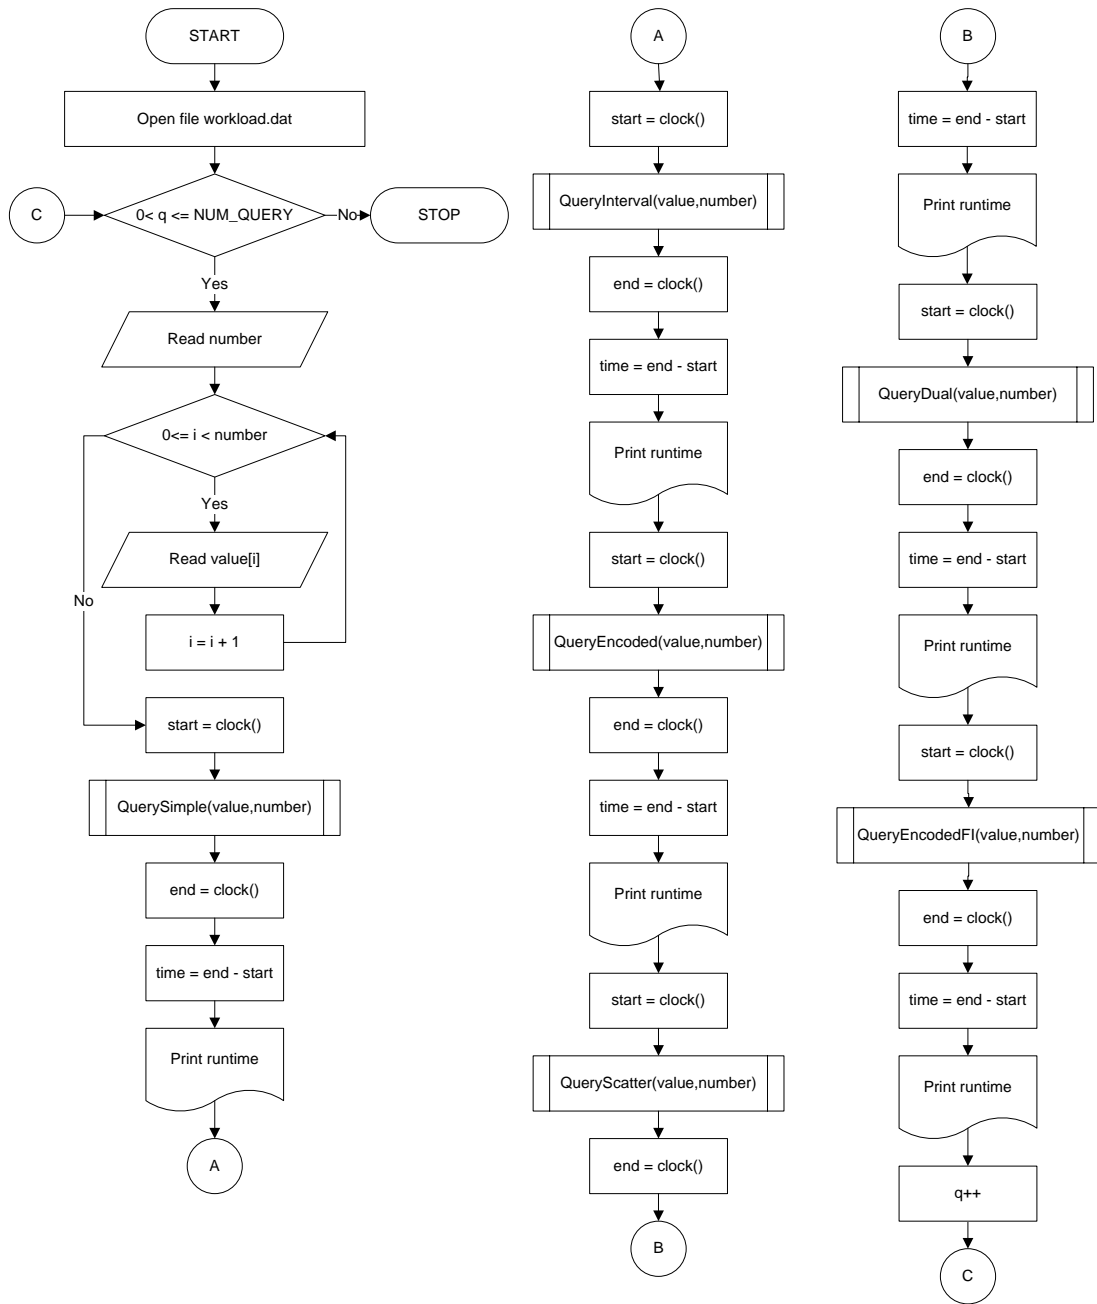 START
Open file workload.dat
C
0< q <= NUM_QUERY
No
STOP
Yes
Read number
0<= i < number
Yes
Read value[i]
No
i = i + 1
start = clock()
QuerySimple(value,number)
end = clock()
time = end - start
Print runtime
A
A
start = clock()
QueryInterval(value,number)
end = clock()
time = end - start
Print runtime
start = clock()
QueryEncoded(value,number)
end = clock()
time = end - start
Print runtime
start = clock()
QueryScatter(value,number)
end = clock()
B
B
time = end - start
Print runtime
start = clock()
QueryDual(value,number)
end = clock()
time = end - start
Print runtime
start = clock()
QueryEncodedFI(value,number)
end = clock()
time = end - start
Print runtime
q++
C